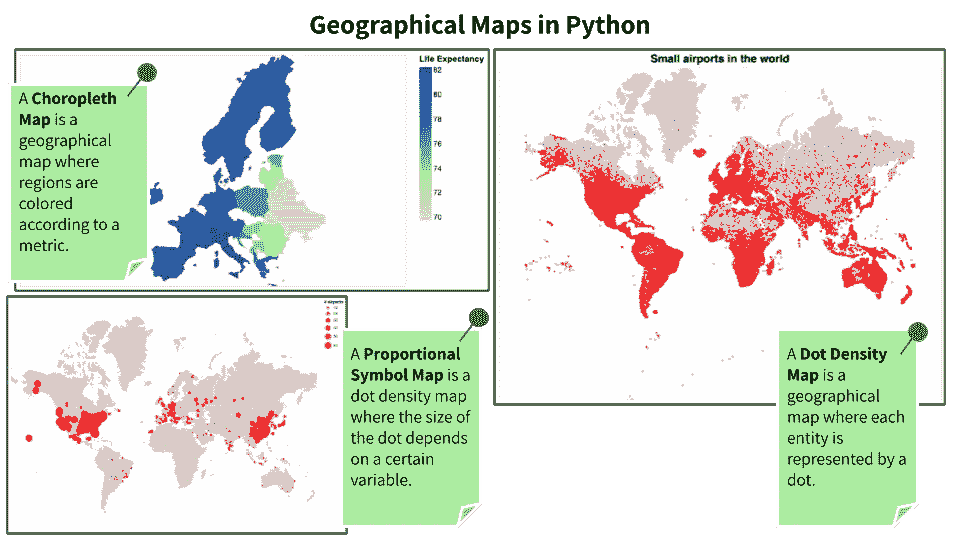 Geographical Maps in Python
A Choropleth
Map is a
geographical
map where
regions are
colored
according to a
metric.
Life Expectancy
82
80
78
76
74
72
70
Small airports in the world
A Proportional
Symbol Map is a
dot density map
where the size of
the dot depends
on a certain
variable.
A Dot Density
Map is a
geographical
map where each
entity is
represented by a
dot.